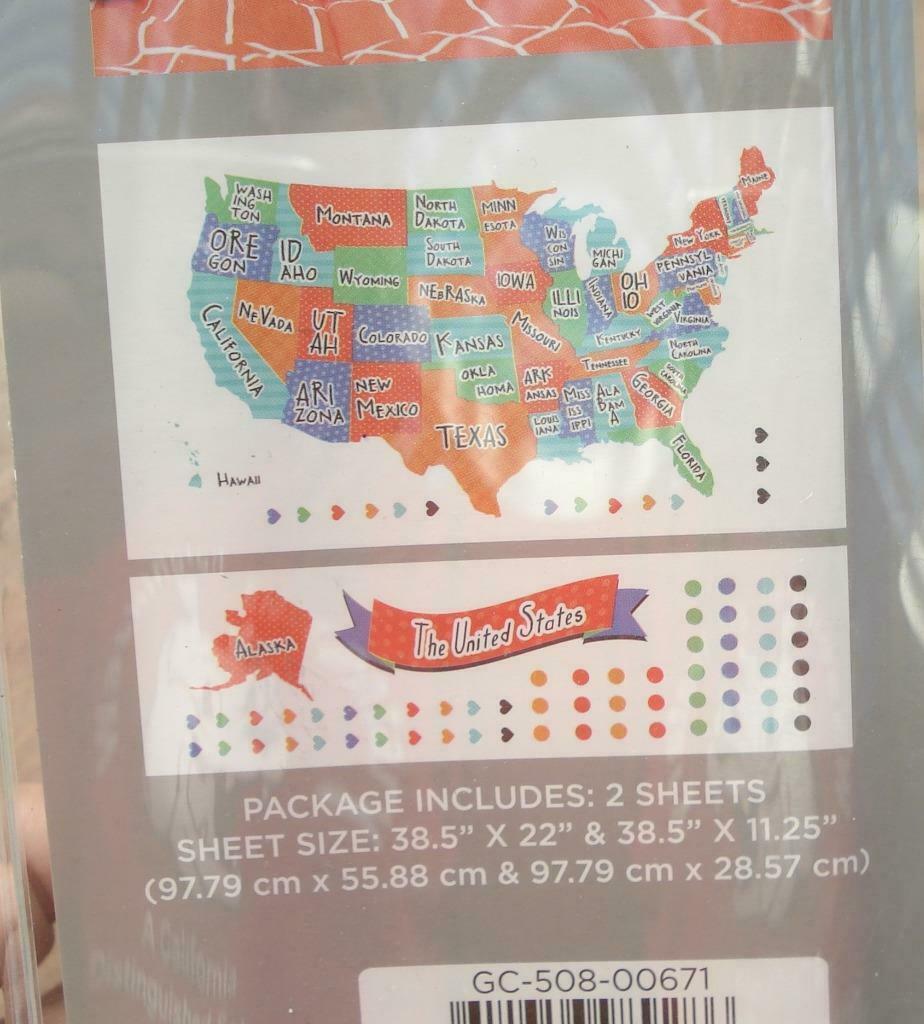 WASH
ING
TON
MONTANA
NORTH
DAKOTA
MINN
ESOTA
MAINE
VERMONT
ORE
GON
ID
AHO
WYOMING
SOUTH
DAKOTA
WIS
CON
SIN
MICHI
GAN
NEW YORK
PENNSYL
VANIA
NEVADA
UT
AH
COLORADO
NEBRASKA
IOWA
ILLI
NOIS
INDIANA
OH
IO
WEST
VIRGINIA
VIRGINIA
CALIFORNIA
KANSAS
MISSOURI
KENTUCKY
NORTH
CAROLINA
TENNESSEE
SOUTH
CAROLINA
ARI
ZONA
NEW
MEXICO
OKLA
HOMA
ARK
ANSAS
MISS
ISS
IPPI
ALA
BAM
A
GEORGIA
TEXAS
LOUIS
IANA
FLORIDA
HAWAII
ALASKA
The United States
PACKAGE INCLUDES: 2 SHEETS
SHEET SIZE: 38.5” X 22” & 38.5” X 11.25”
(97.79 cm x 55.88 cm & 97.79 cm x 28.57 cm)
A California
GC-508-00671